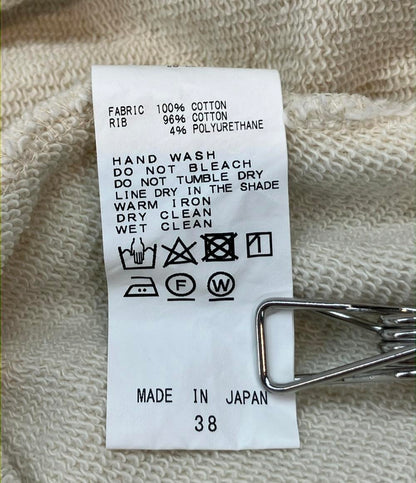 FABRIC 100% COTTON
RIB 96% COTTON
4% POLYURETHANE
HAND WASH
DO NOT BLEACH
DO NOT TUMBLE DRY
LINE DRY IN THE SHADE
WARM IRON
DRY CLEAN
WET CLEAN
F W
MADE IN JAPAN
38